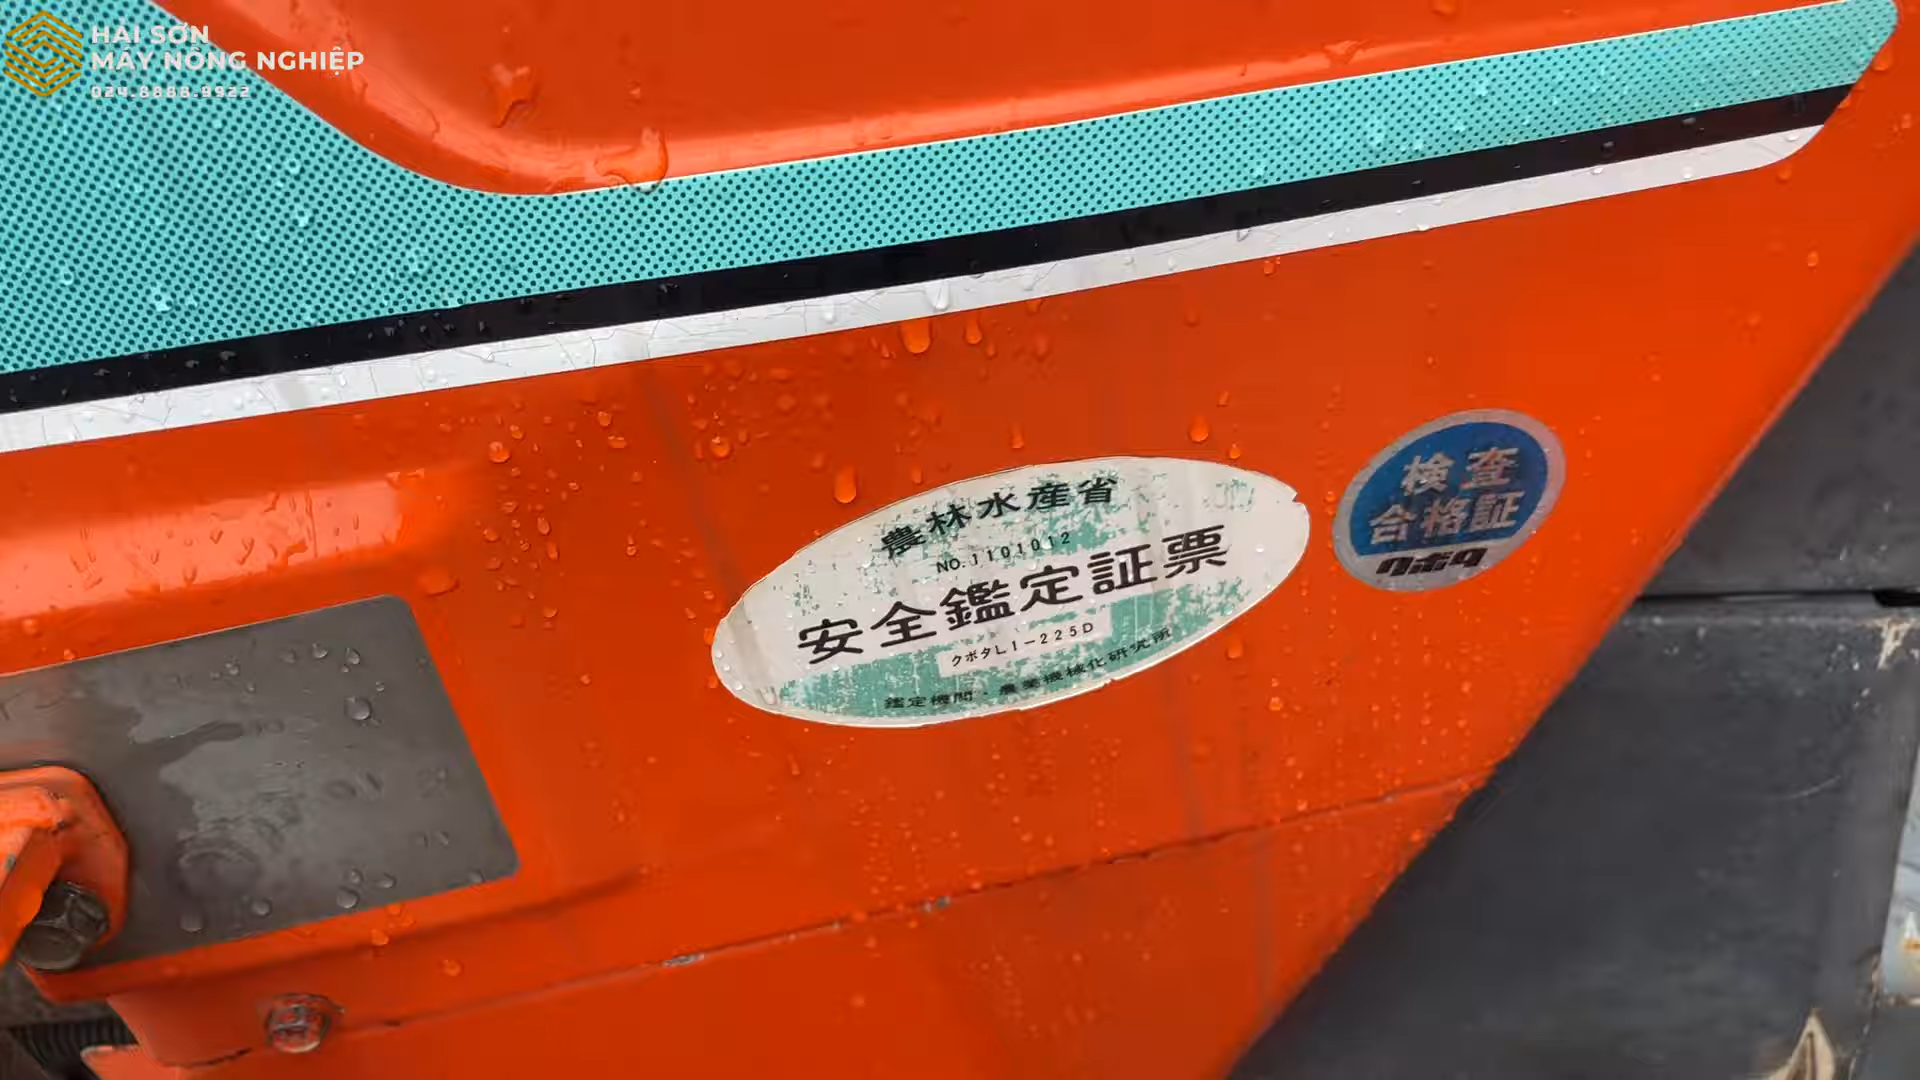 HẢI SƠN
MÁY NÔNG NGHIỆP
024.8888.9922
農林水産省
NO.1101012
安全鑑定証票
クボタL1-225D
鑑定機関・農業機械化研究所
検査
合格証
クボタ